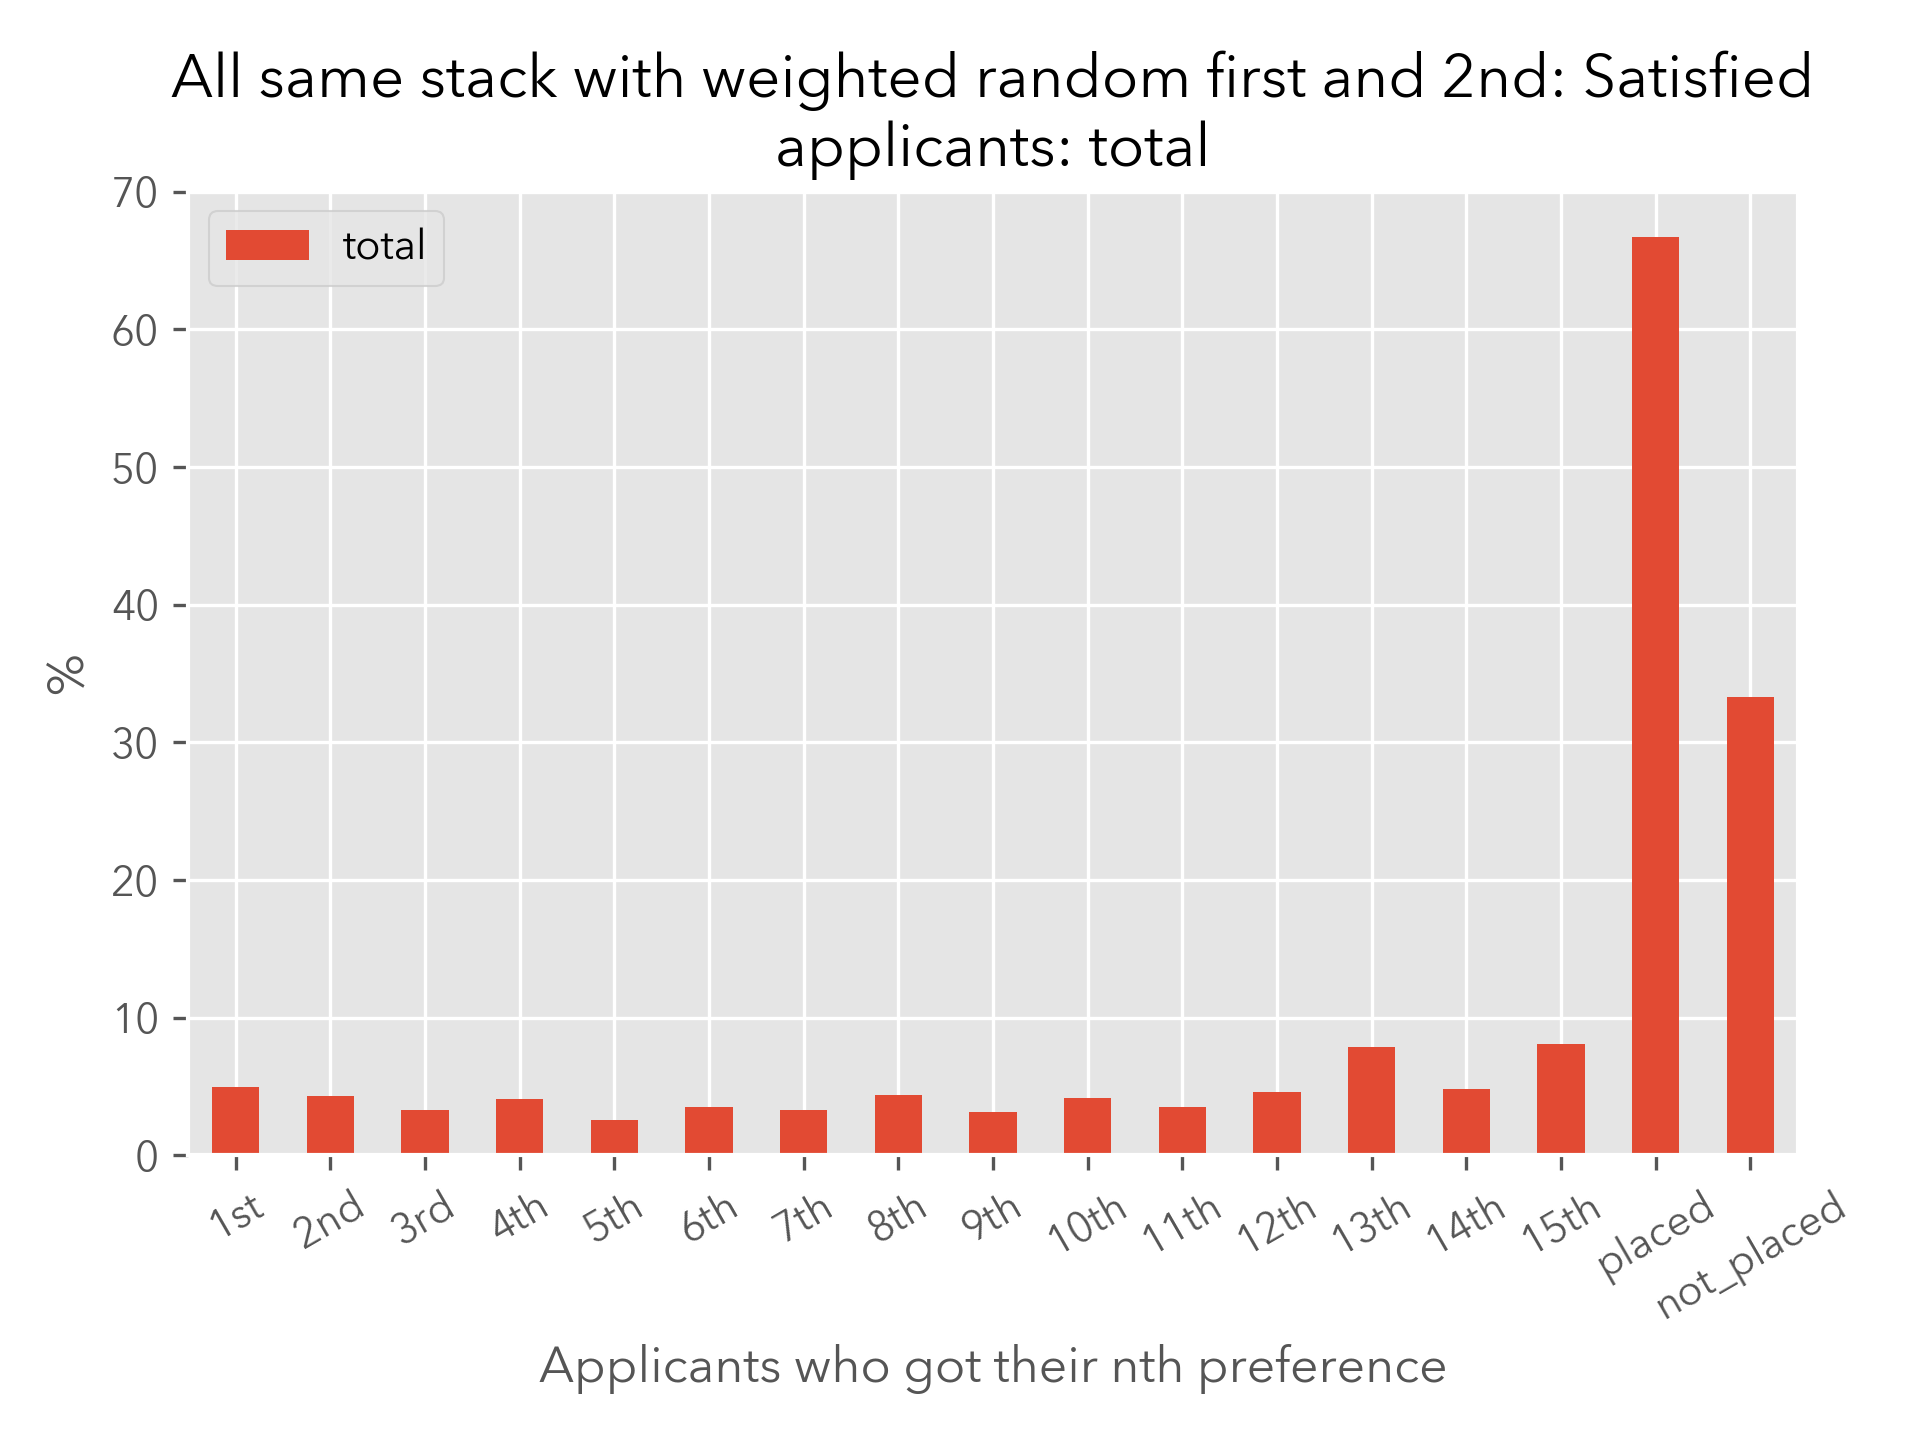 All same stack with weighted random first and 2nd: Satisfied
applicants: total
total
70
60
50
40
30
20
10
0
%
1st 2nd 3rd 4th 5th 6th 7th 8th 9th 10th 11th 12th 13th 14th 15th placed not_placed
Applicants who got their nth preference